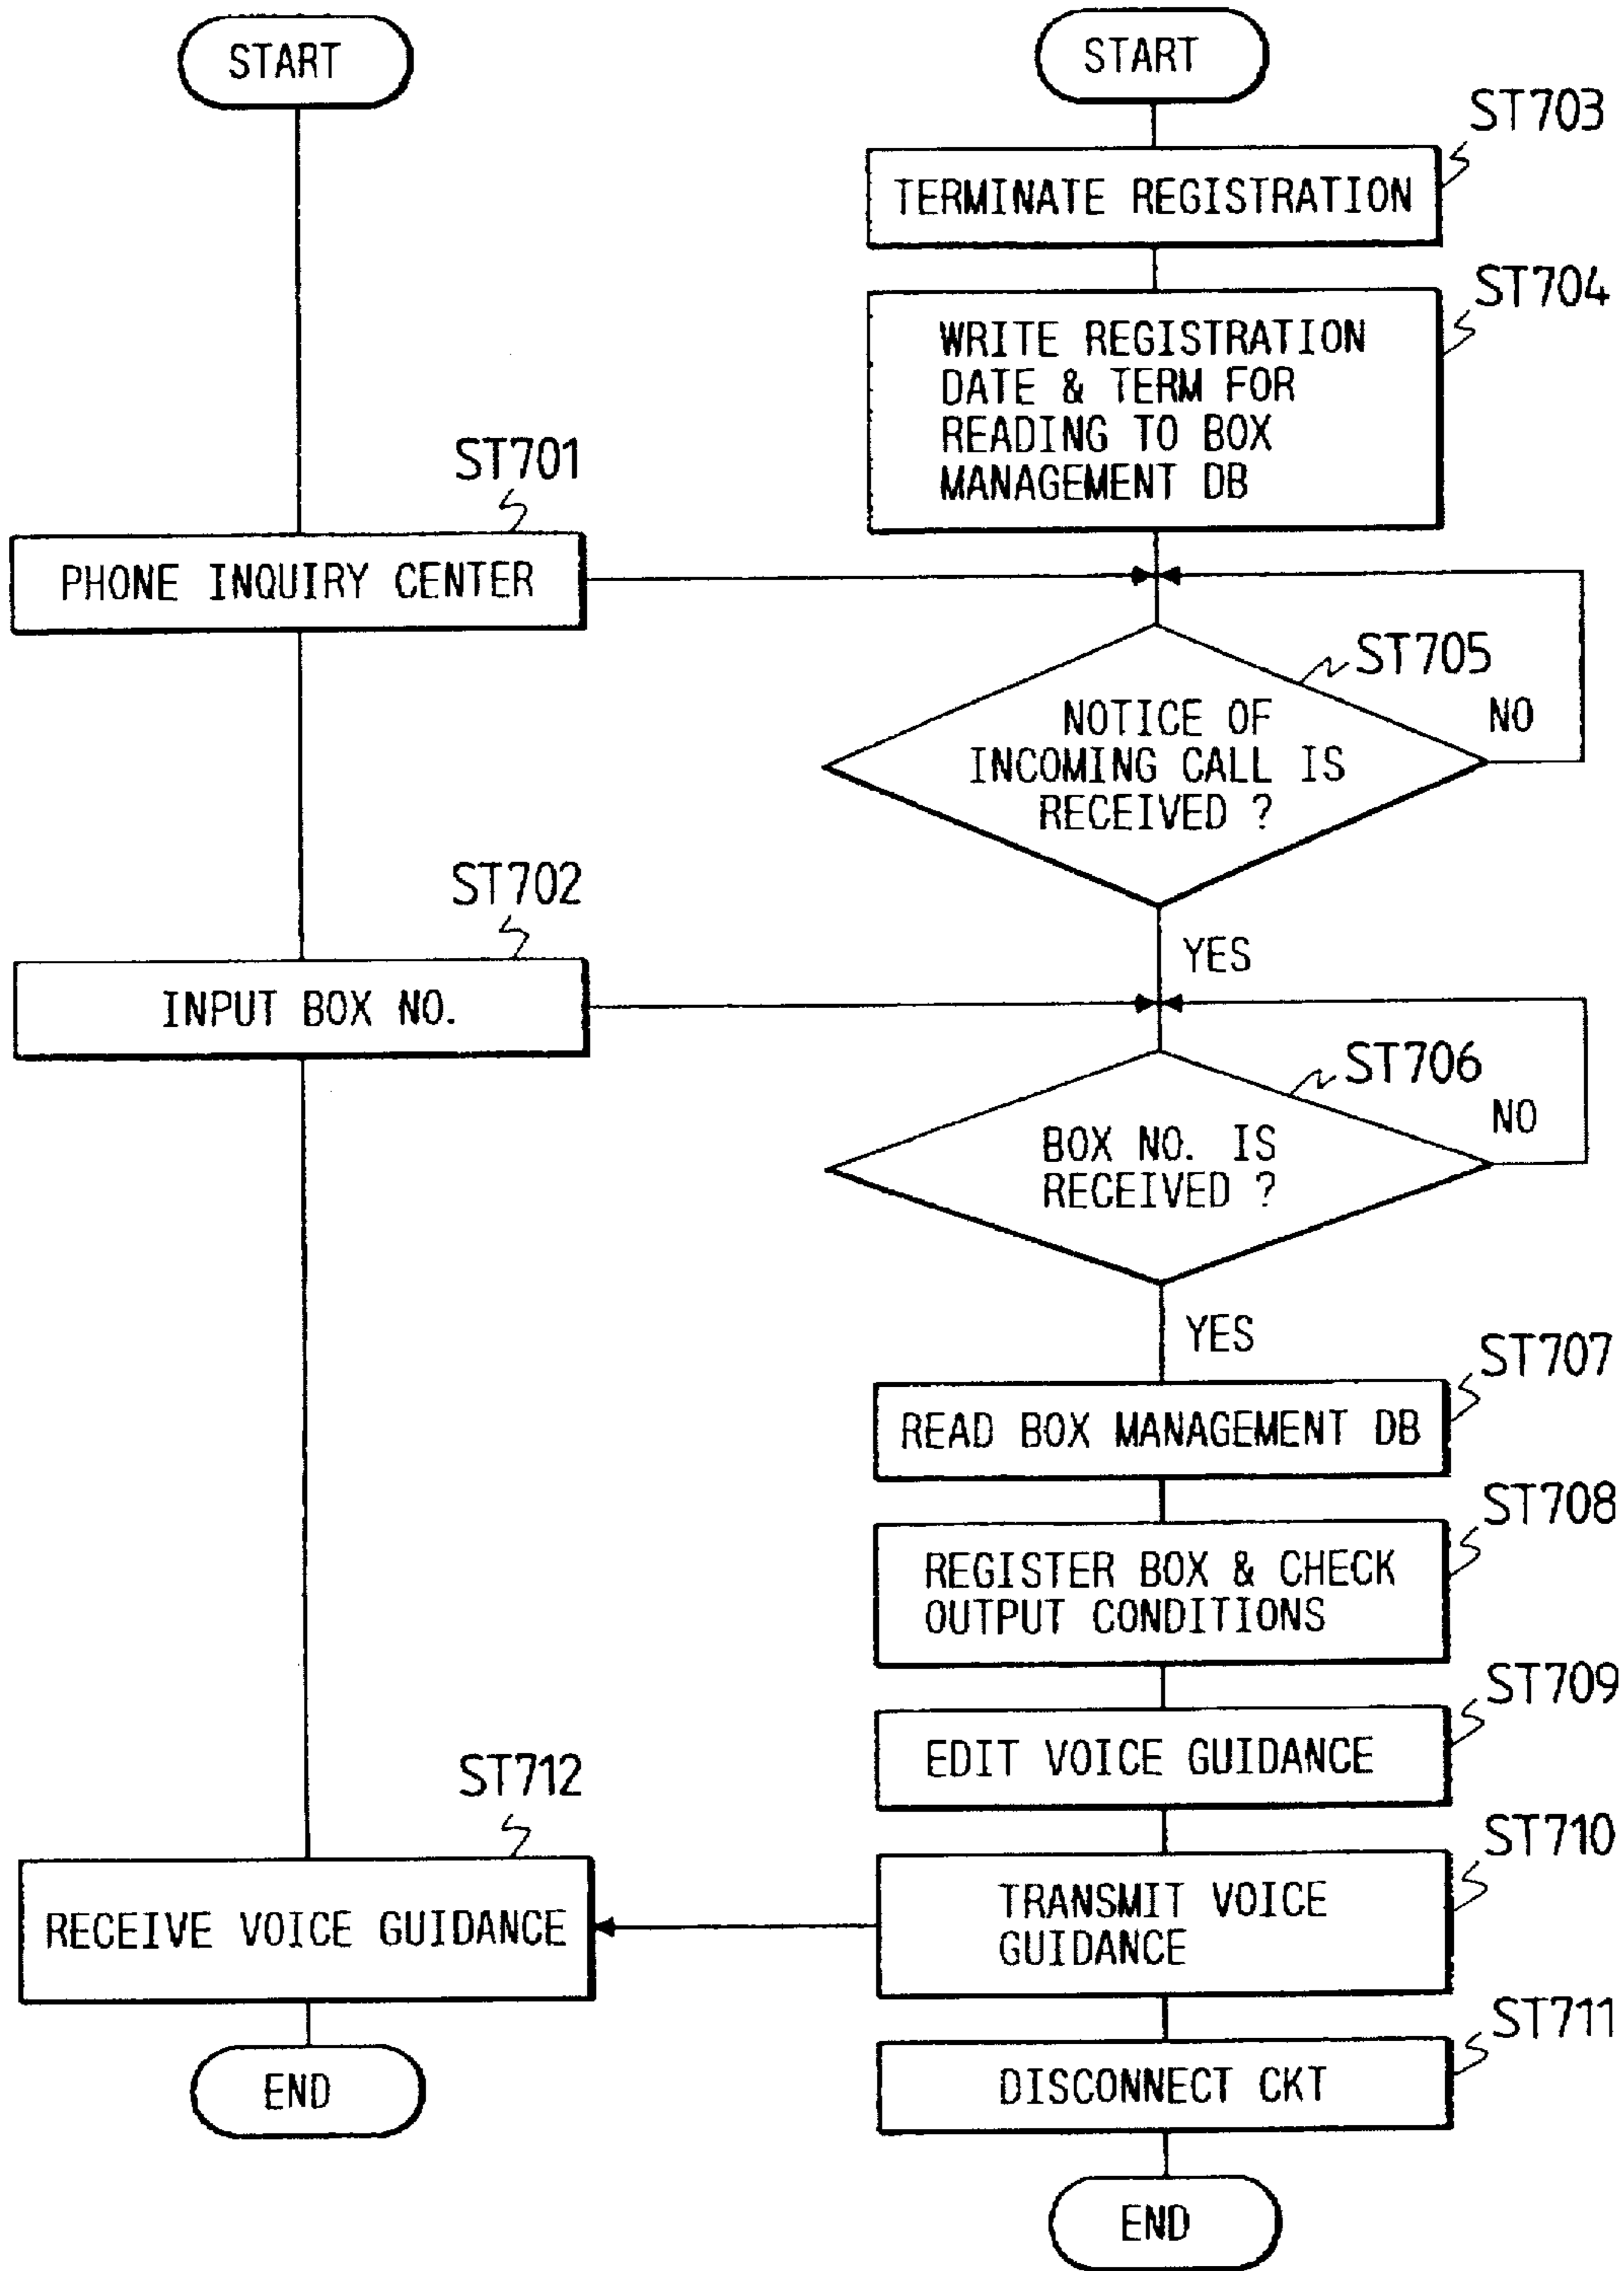 START
ST701
PHONE INQUIRY CENTER
ST702
INPUT BOX NO.
ST712
RECEIVE VOICE GUIDANCE
END
START
ST703
TERMINATE REGISTRATION
ST704
WRITE REGISTRATION
DATE & TERM FOR
READING TO BOX
MANAGEMENT DB
ST705
NOTICE OF
INCOMING CALL IS
RECEIVED ?
NO
YES
ST706
BOX NO. IS
RECEIVED ?
NO
YES
ST707
READ BOX MANAGEMENT DB
ST708
REGISTER BOX & CHECK
OUTPUT CONDITIONS
ST709
EDIT VOICE GUIDANCE
ST710
TRANSMIT VOICE
GUIDANCE
ST711
DISCONNECT CKT
END